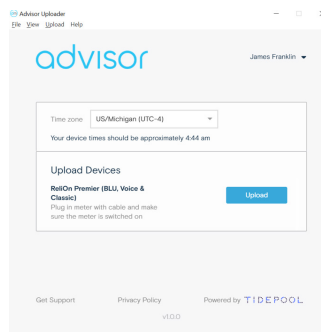 Advisor Uploader
File View Upload Help
advisor
James Franklin
Time zone US/Michigan (UTC-4)
Your device times should be approximately 4:44 am
Upload Devices
ReliOn Premier (BLU, Voice &
Classic)
Plug in meter with cable and make
sure the meter is switched on
Upload
Get Support Privacy Policy Powered by TIDEPOOL
v1.0.0